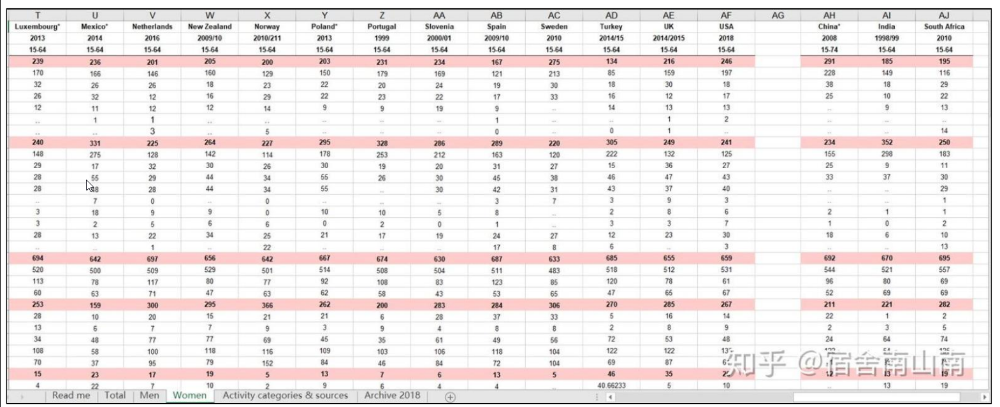 T U V W X Y Z AA AB AC AD AE AF AG AH AI AJ
Luxembourg* Mexico* Netherlands New Zealand Norway Poland* Portugal Slovenia Spain Sweden Turkey UK USA China* India South Africa
2013 2014 2016 2009/10 2010/211 2013 1999 2000/01 2009/10 2010 2014/15 2014/2015 2018 2008 1998/99 2010
15-64 15-64 15-64 15-64 15-64 15-64 15-64 15-64 15-64 15-64 15-64 15-64 15-64 15-74 15-64 15-64
239 236 201 205 200 203 231 234 167 275 134 216 246 291 185 195
170 166 146 160 129 150 179 169 121 213 85 159 197 228 149 116
32 26 26 18 23 22 20 24 19 30 18 30 18 38 18 29
26 32 12 16 29 22 23 22 17 33 16 12 17 25 10 22
12 11 12 12 14 9 9 19 9 .. 14 13 13 .. 9 13
.. 1 1 .. .. .. .. .. 1 .. .. 1 2 .. .. ..
.. .. 3 .. 5 .. .. .. 0 .. 0 1 .. .. .. 14
240 331 225 264 227 295 328 286 289 220 305 249 241 234 352 250
148 275 128 142 114 178 253 212 163 120 222 132 125 155 298 183
29 17 32 30 26 30 19 20 31 27 15 36 27 25 9 11
28 55 29 44 34 55 26 30 45 38 46 47 43 33 37 30
28 48 28 44 34 55 .. 30 42 31 43 37 40 .. .. 29
.. 7 0 .. 0 .. .. .. 3 7 3 9 3 .. .. 1
3 18 9 9 0 10 10 5 8 .. 2 8 6 2 1 1
3 2 5 6 6 0 2 0 1 .. 3 3 7 1 0 2
28 13 22 34 25 21 17 19 24 27 12 23 30 18 6 10
.. .. 1 22 .. .. .. 17 8 6 .. 3 .. .. 13
694 642 697 656 642 667 674 630 687 633 685 655 659 692 670 695
520 500 509 529 501 514 508 504 511 483 518 512 531 544 521 557
113 78 117 80 77 92 108 83 123 85 120 78 61 96 80 69
60 63 71 47 63 62 58 43 53 65 47 65 67 52 69 69
253 159 300 295 366 262 200 283 284 306 270 285 267 211 221 282
28 10 20 15 21 21 6 28 37 33 5 16 14 22 1 2
13 6 7 7 9 3 9 4 8 8 2 8 9 2 3 5
34 48 77 77 69 45 35 61 49 56 72 53 48 24 64 74
108 58 100 118 116 109 103 106 118 104 122 122
70 37 95 79 152 84 46 84 72 104 69 87
15 23 17 19 5 13 7 6 13 5 46 35 13 19
4 22 7 10 2 9 6 4 4 .. 40.66233 5 10 .. 13 19
知乎 @宿舍南山南
Read me Total Men Women Activity categories & sources Archive 2018